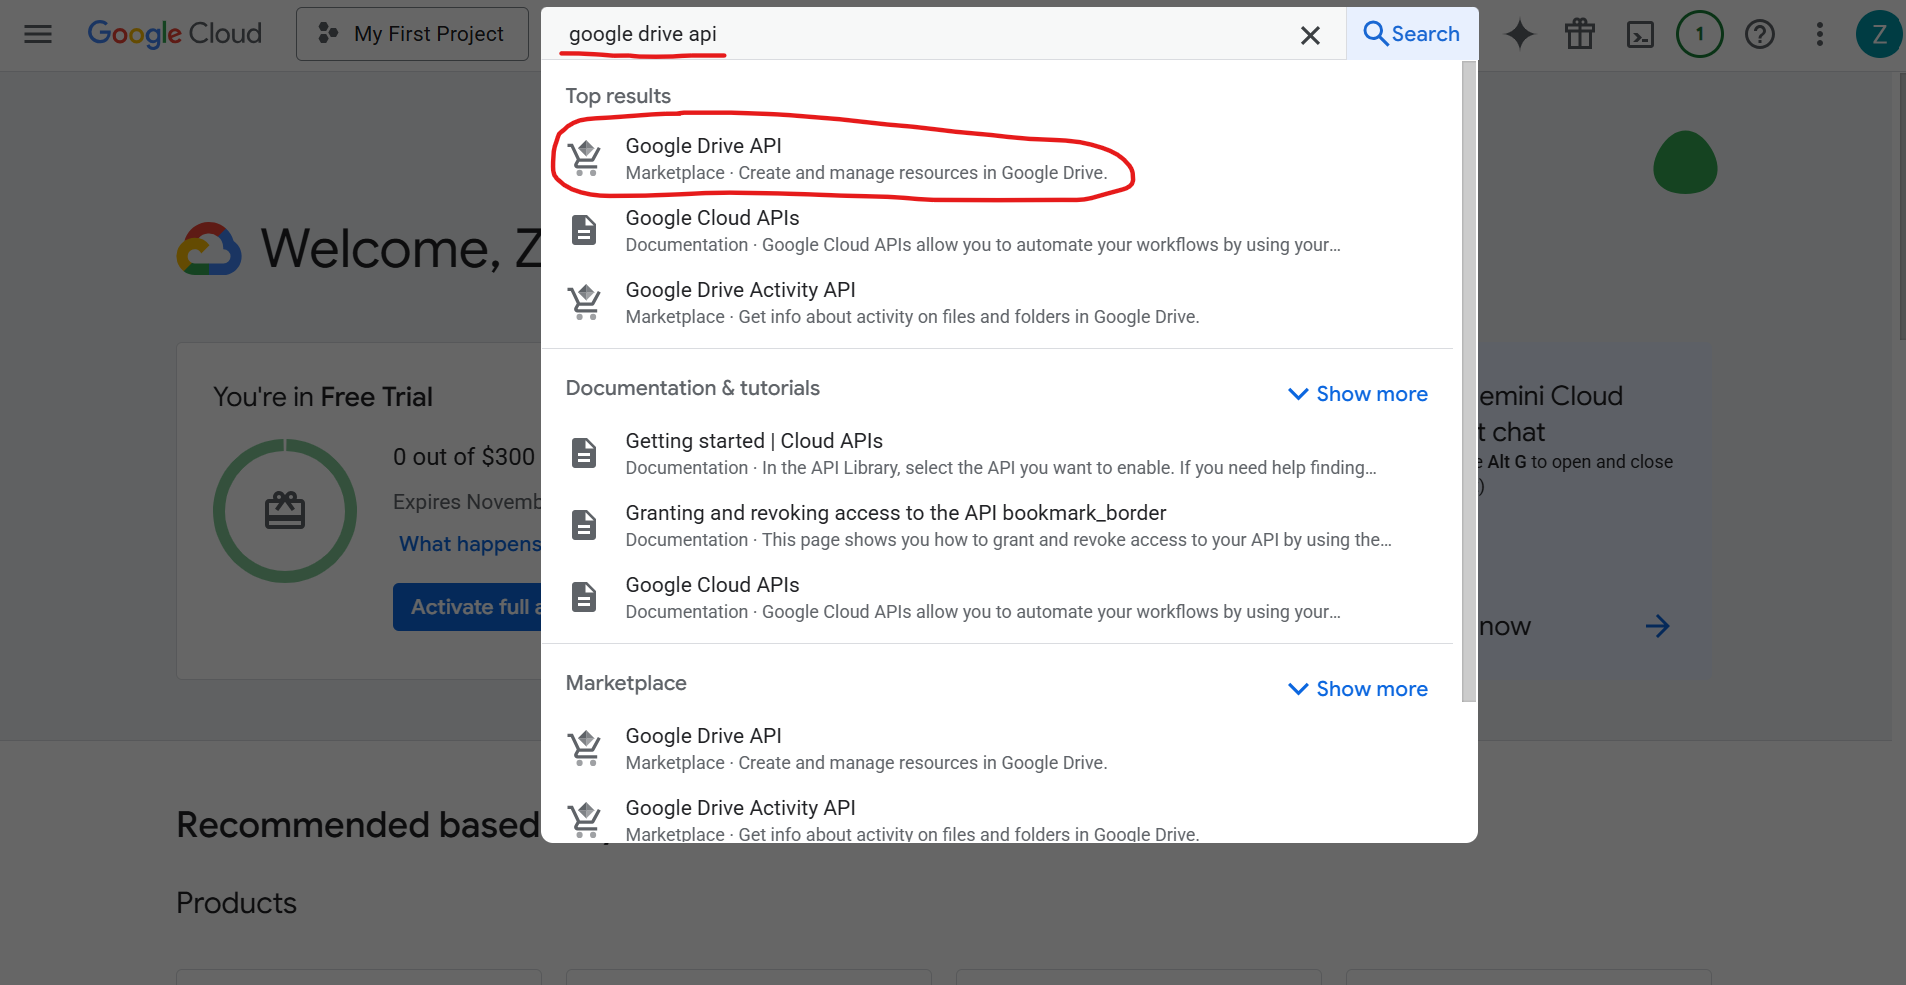 Google Cloud
My First Project
google drive api
Search
1
Z
Top results
Google Drive API
Marketplace · Create and manage resources in Google Drive.
Google Cloud APIs
Documentation · Google Cloud APIs allow you to automate your workflows by using your…
Google Drive Activity API
Marketplace · Get info about activity on files and folders in Google Drive.
Documentation & tutorials
Show more
Getting started | Cloud APIs
Documentation · In the API Library, select the API you want to enable. If you need help finding…
Granting and revoking access to the API bookmark_border
Documentation · This page shows you how to grant and revoke access to your API by using the…
Google Cloud APIs
Documentation · Google Cloud APIs allow you to automate your workflows by using your…
Marketplace
Show more
Google Drive API
Marketplace · Create and manage resources in Google Drive.
Google Drive Activity API
Marketplace · Get info about activity on files and folders in Google Drive.
Welcome, Z
You're in Free Trial
0 out of $300
Expires Novemb
What happens
Activate full a
emini Cloud
t chat
Alt G to open and close
)
now
Recommended based
Products